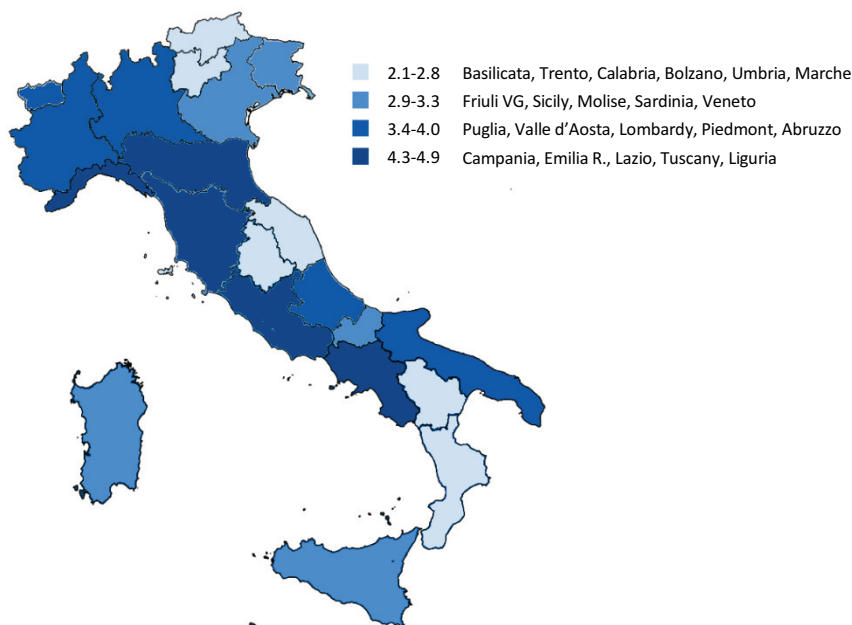 2.1-2.8 Basilicata, Trento, Calabria, Bolzano, Umbria, Marche
2.9-3.3 Friuli VG, Sicily, Molise, Sardinia, Veneto
3.4-4.0 Puglia, Valle d’Aosta, Lombardy, Piedmont, Abruzzo
4.3-4.9 Campania, Emilia R., Lazio, Tuscany, Liguria